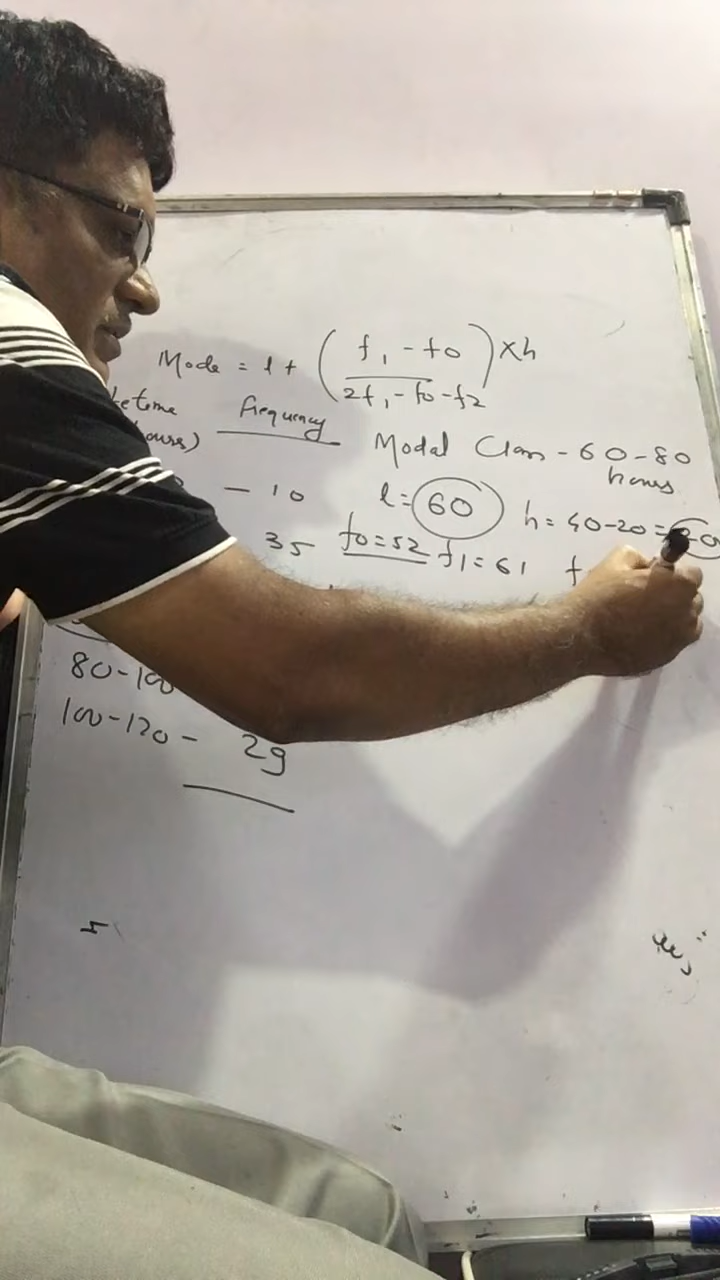 Mode = l + ( f1 - f0 / 2f1 - f0 - f2 ) x h
Frequency
Modal Class - 60-80
hours
- 10
l = 60
h = 40-20 =
35
f0 = 52 f1 = 61 f
80-100
100-120 - 29